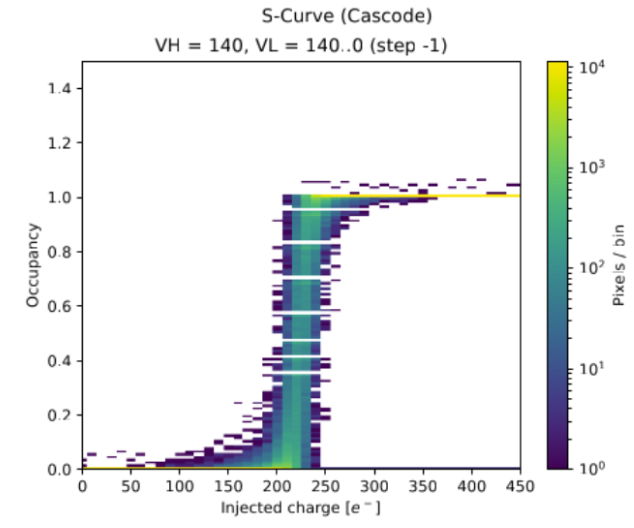 S-Curve (Cascode)
VH = 140, VL = 140..0 (step -1)
1.4
1.2
1.0
0.8
0.6
0.4
0.2
0.0
Occupancy
0 50 100 150 200 250 300 350 400 450
Injected charge [e⁻]
10⁴
10³
10²
10¹
10⁰
Pixels / bin